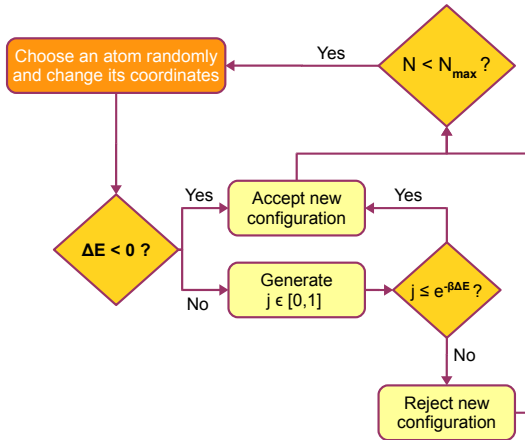 Choose an atom randomly
and change its coordinates
Yes
N < Nmax ?
Yes
Accept new
configuration
Yes
ΔE < 0 ?
No
Generate
j ϵ [0,1]
j ≤ e-βΔE ?
No
Reject new
configuration